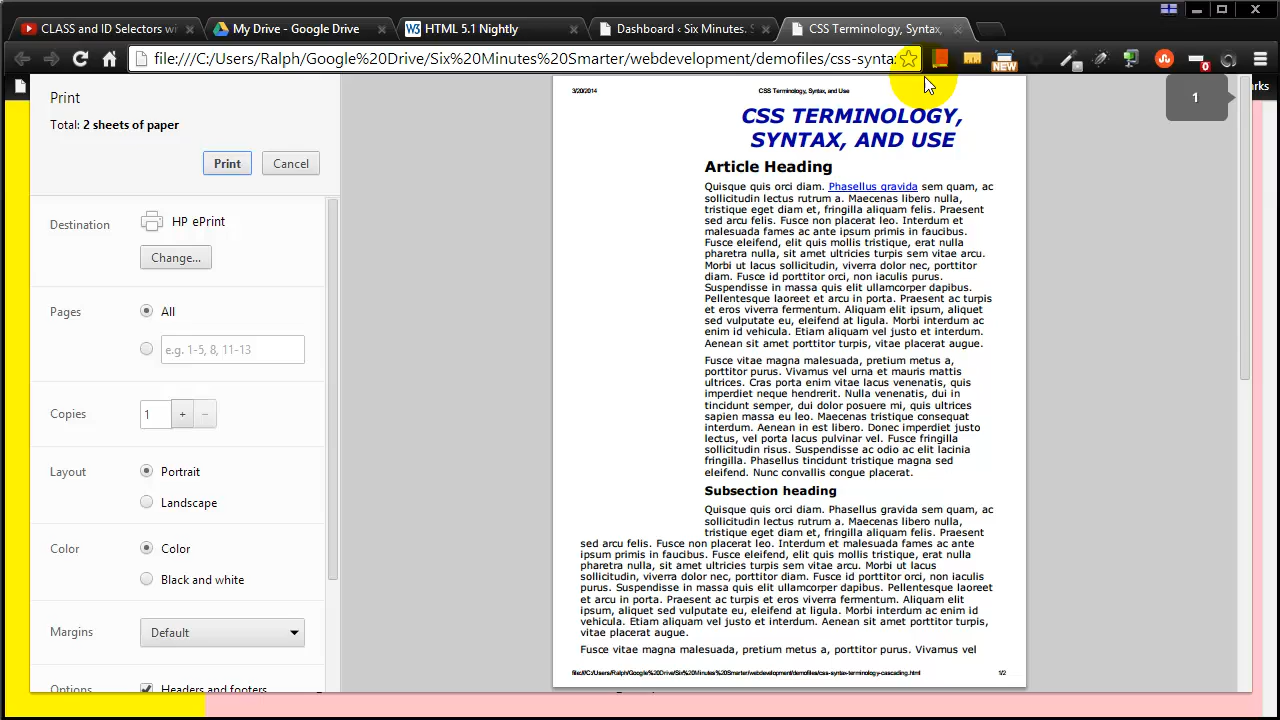 CLASS and ID Selectors wi
My Drive - Google Drive
HTML 5.1 Nightly
Dashboard ‹ Six Minutes. S
CSS Terminology, Syntax,
file:///C:/Users/Ralph/Google%20Drive/Six%20Minutes%20Smarter/webdevelopment/demofiles/css-syntax
NEW
0
Print
Total: 2 sheets of paper
Print
Cancel
Destination
HP ePrint
Change...
Pages
All
e.g. 1-5, 8, 11-13
Copies
1
+
-
Layout
Portrait
Landscape
Color
Color
Black and white
Margins
Default
Options
Headers and footers
3/20/2014
CSS Terminology, Syntax, and Use
CSS TERMINOLOGY,
SYNTAX, AND USE
Article Heading
Quisque quis orci diam. Phasellus gravida sem quam, ac
sollicitudin lectus rutrum a. Maecenas libero nulla,
tristique eget diam et, fringilla aliquam felis. Praesent
sed arcu felis. Fusce non placerat leo. Interdum et
malesuada fames ac ante ipsum primis in faucibus.
Fusce eleifend, elit quis mollis tristique, erat nulla
pharetra nulla, sit amet ultricies turpis sem vitae arcu.
Morbi ut lacus sollicitudin, viverra dolor nec, porttitor
diam. Fusce id porttitor orci, non iaculis purus.
Suspendisse in massa quis elit ullamcorper dapibus.
Pellentesque laoreet et arcu in porta. Praesent ac turpis
et eros viverra fermentum. Aliquam elit ipsum, aliquet
sed vulputate eu, eleifend at ligula. Morbi interdum ac
enim id vehicula. Etiam aliquam vel justo et interdum.
Aenean sit amet porttitor turpis, vitae placerat augue.
Fusce vitae magna malesuada, pretium metus a,
porttitor purus. Vivamus vel urna et mauris mattis
ultrices. Cras porta enim vitae lacus venenatis, quis
imperdiet neque hendrerit. Nulla venenatis, dui in
tincidunt semper, dui dolor posuere mi, quis ultrices
sapien massa eu leo. Maecenas tristique consequat
interdum. Aenean in est libero. Donec imperdiet justo
lectus, vel porta lacus pulvinar vel. Fusce fringilla
sollicitudin risus. Suspendisse ac odio ac elit lacinia
fringilla. Phasellus tincidunt tristique magna sed
eleifend. Nunc convallis congue placerat.
Subsection heading
Quisque quis orci diam. Phasellus gravida sem quam, ac
sollicitudin lectus rutrum a. Maecenas libero nulla,
tristique eget diam et, fringilla aliquam felis. Praesent
sed arcu felis. Fusce non placerat leo. Interdum et malesuada fames ac ante
ipsum primis in faucibus. Fusce eleifend, elit quis mollis tristique, erat nulla
pharetra nulla, sit amet ultricies turpis sem vitae arcu. Morbi ut lacus
sollicitudin, viverra dolor nec, porttitor diam. Fusce id porttitor orci, non iaculis
purus. Suspendisse in massa quis elit ullamcorper dapibus. Pellentesque laoreet
et arcu in porta. Praesent ac turpis et eros viverra fermentum. Aliquam elit
ipsum, aliquet sed vulputate eu, eleifend at ligula. Morbi interdum ac enim id
vehicula. Etiam aliquam vel justo et interdum. Aenean sit amet porttitor turpis,
vitae placerat augue.
Fusce vitae magna malesuada, pretium metus a, porttitor purus. Vivamus vel
file:///C:/Users/Ralph/Google%20Drive/Six%20Minutes%20Smarter/webdevelopment/demofiles/css-syntax-terminology-cascading.html
1/2
1